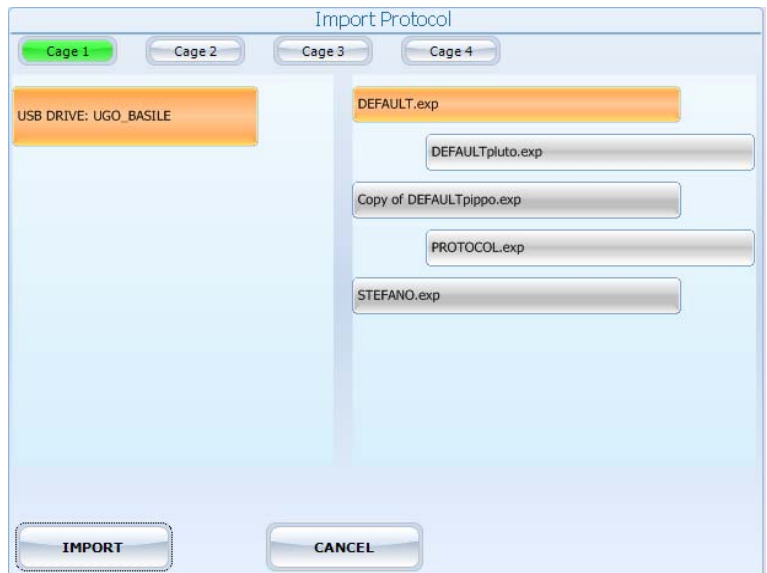 Import Protocol
Cage 1 Cage 2 Cage 3 Cage 4
USB DRIVE: UGO_BASILE
DEFAULT.exp
DEFAULTpluto.exp
Copy of DEFAULTpippo.exp
PROTOCOL.exp
STEFANO.exp
IMPORT CANCEL